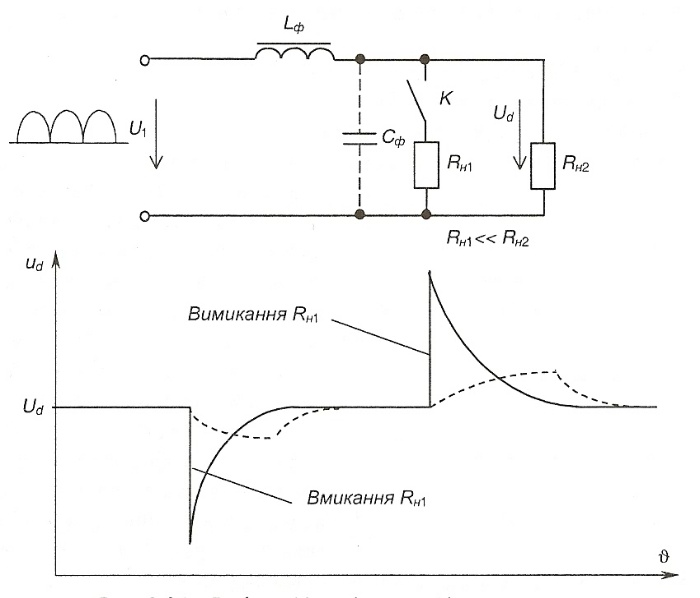 Lф
U1
Cф
K
Rн1
Ud
Rн2
Rн1<< Rн2
ud
Вимикання Rн1
Ud
Вмикання Rн1
ϑ